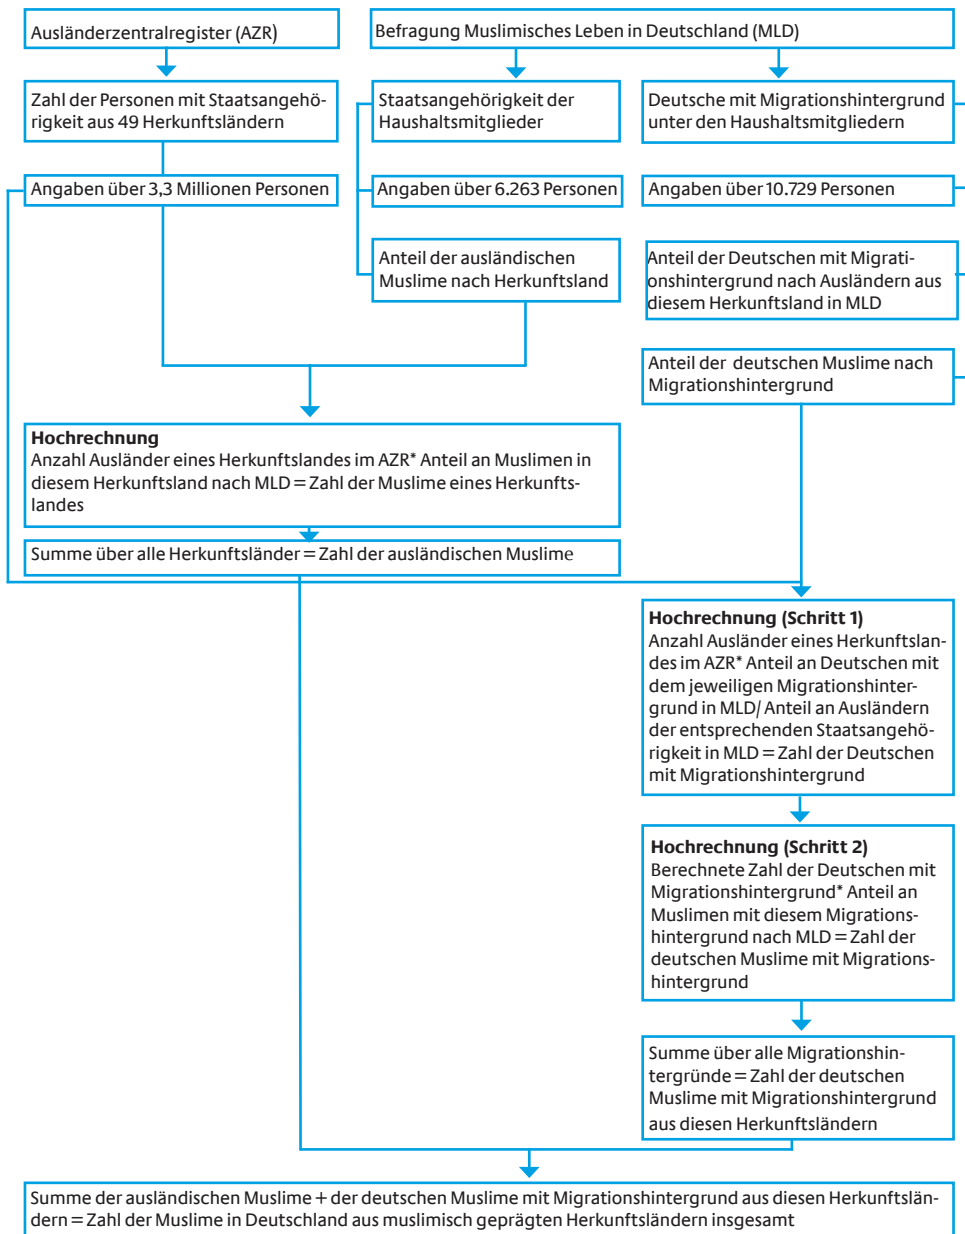 Ausländerzentralregister (AZR)
Befragung Muslimisches Leben in Deutschland (MLD)
Zahl der Personen mit Staatsangehö-
rigkeit aus 49 Herkunftsländern
Staatsangehörigkeit der
Haushaltsmitglieder
Deutsche mit Migrationshintergrund
unter den Haushaltsmitgliedern
Angaben über 3,3 Millionen Personen
Angaben über 6.263 Personen
Angaben über 10.729 Personen
Anteil der ausländischen
Muslime nach Herkunftsland
Anteil der Deutschen mit Migrati-
onshintergrund nach Ausländern aus
diesem Herkunftsland in MLD
Anteil der deutschen Muslime nach
Migrationshintergrund
Hochrechnung
Anzahl Ausländer eines Herkunftslandes im AZR* Anteil an Muslimen in
diesem Herkunftsland nach MLD = Zahl der Muslime eines Herkunfts-
landes
Summe über alle Herkunftsländer = Zahl der ausländischen Muslime
Hochrechnung (Schritt 1)
Anzahl Ausländer eines Herkunftslan-
des im AZR* Anteil an Deutschen mit
dem jeweiligen Migrationshinter-
grund in MLD/ Anteil an Ausländern
der entsprechenden Staatsangehö-
rigkeit in MLD = Zahl der Deutschen
mit Migrationshintergrund
Hochrechnung (Schritt 2)
Berechnete Zahl der Deutschen mit
Migrationshintergrund* Anteil an
Muslimen mit diesem Migrations-
hintergrund nach MLD = Zahl der
deutschen Muslime mit Migrations-
hintergrund
Summe über alle Migrationshin-
tergründe = Zahl der deutschen
Muslime mit Migrationshintergrund
aus diesen Herkunftsländern
Summe der ausländischen Muslime + der deutschen Muslime mit Migrationshintergrund aus diesen Herkunftslän-
dern = Zahl der Muslime in Deutschland aus muslimisch geprägten Herkunftsländern insgesamt